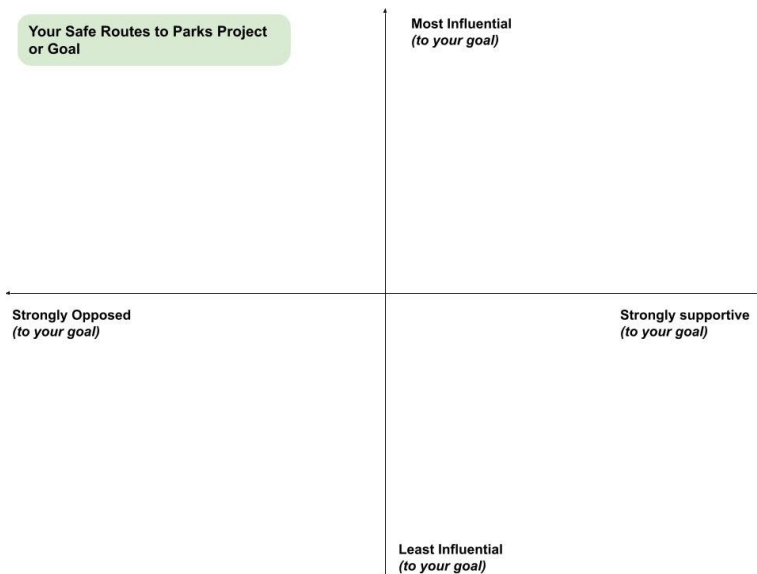 Your Safe Routes to Parks Project
or Goal
Most Influential
(to your goal)
Strongly Opposed
(to your goal)
Strongly supportive
(to your goal)
Least Influential
(to your goal)